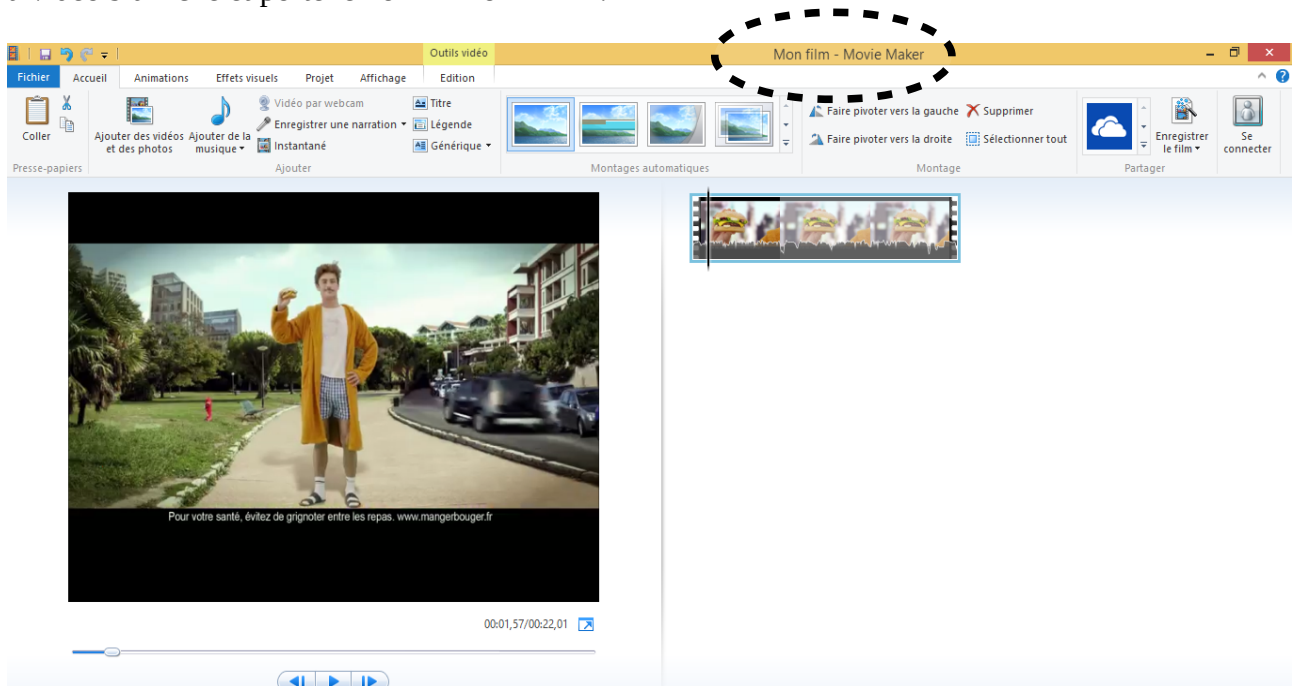 Outils vidéo
Mon film - Movie Maker
Fichier Accueil Animations Effets visuels Projet Affichage Edition
Coller
Ajouter des vidéos et des photos
Ajouter de la musique
Vidéo par webcam
Enregistrer une narration
Instantané
Titre
Légende
Générique
Faire pivoter vers la gauche
Faire pivoter vers la droite
Supprimer
Sélectionner tout
Enregistrer le film
Se connecter
Presse-papiers
Ajouter
Montages automatiques
Montage
Partager
Pour votre santé, évitez de grignoter entre les repas. www.mangerbouger.fr
00:01,57/00:22,01